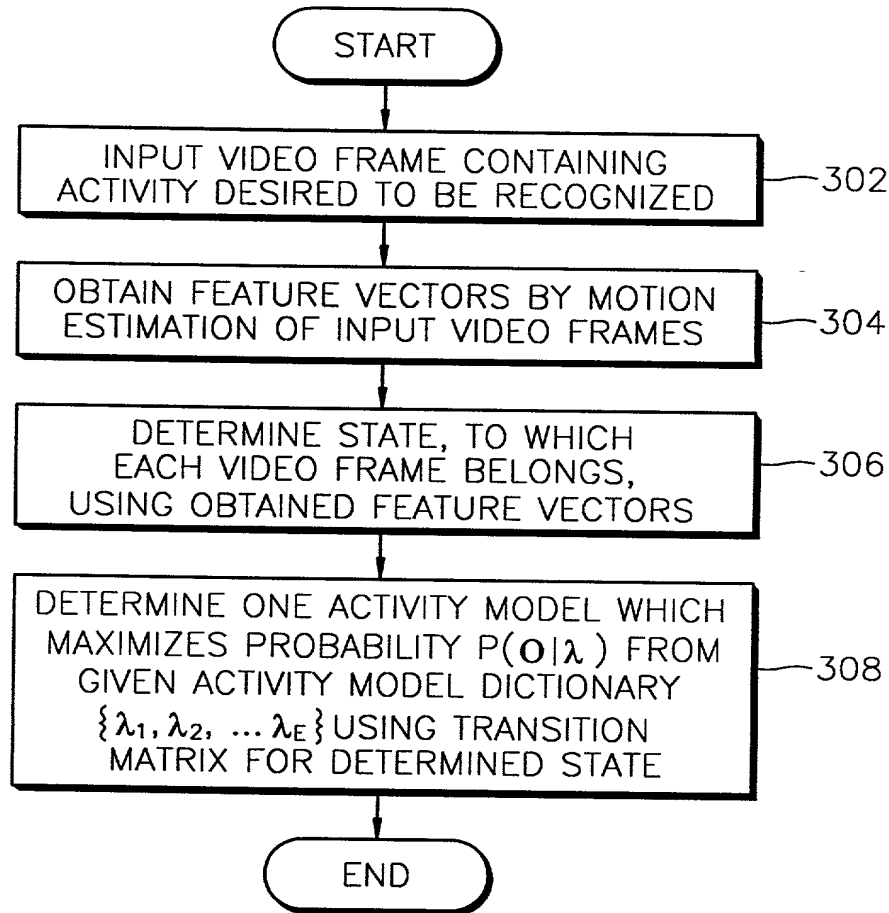 START
INPUT VIDEO FRAME CONTAINING
ACTIVITY DESIRED TO BE RECOGNIZED
302
OBTAIN FEATURE VECTORS BY MOTION
ESTIMATION OF INPUT VIDEO FRAMES
304
DETERMINE STATE, TO WHICH
EACH VIDEO FRAME BELONGS,
USING OBTAINED FEATURE VECTORS
306
DETERMINE ONE ACTIVITY MODEL WHICH
MAXIMIZES PROBABILITY P(O|λ) FROM
GIVEN ACTIVITY MODEL DICTIONARY
{λ₁, λ₂, ... λE} USING TRANSITION
MATRIX FOR DETERMINED STATE
308
END